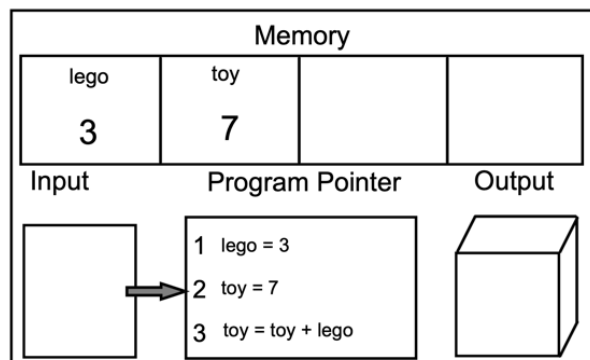 Memory
lego toy
3 7
Input Program Pointer Output
1 lego = 3
2 toy = 7
3 toy = toy + lego